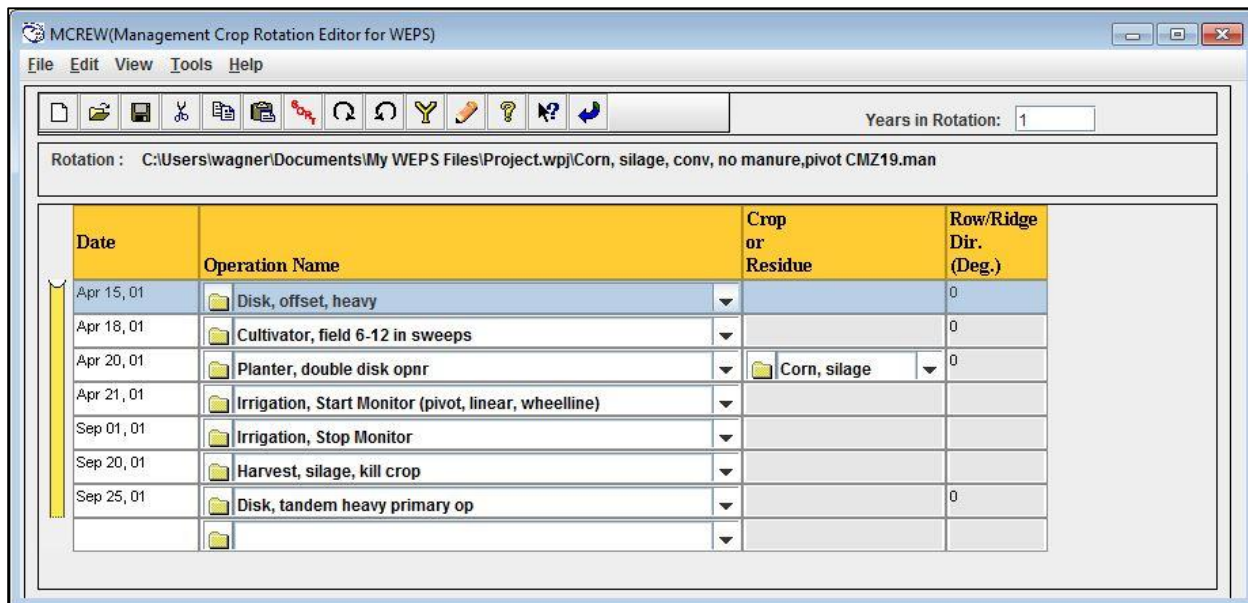 MCREW(Management Crop Rotation Editor for WEPS)
File Edit View Tools Help
SORT
Years in Rotation: 1
Rotation : C:\Users\wagner\Documents\My WEPS Files\Project.wpj\Corn, silage, conv, no manure,pivot CMZ19.man
Date Operation Name Crop or Residue Row/Ridge Dir. (Deg.)
Apr 15, 01 Disk, offset, heavy 0
Apr 18, 01 Cultivator, field 6-12 in sweeps 0
Apr 20, 01 Planter, double disk opnr Corn, silage 0
Apr 21, 01 Irrigation, Start Monitor (pivot, linear, wheelline)
Sep 01, 01 Irrigation, Stop Monitor
Sep 20, 01 Harvest, silage, kill crop
Sep 25, 01 Disk, tandem heavy primary op 0